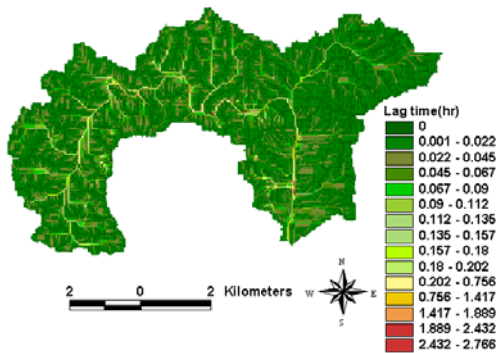 Lag time(hr)
0
0.001 - 0.022
0.022 - 0.045
0.045 - 0.067
0.067 - 0.09
0.09 - 0.112
0.112 - 0.135
0.135 - 0.157
0.157 - 0.18
0.18 - 0.202
0.202 - 0.756
0.756 - 1.417
1.417 - 1.889
1.889 - 2.432
2.432 - 2.766
2 0 2 Kilometers
N
W E
S